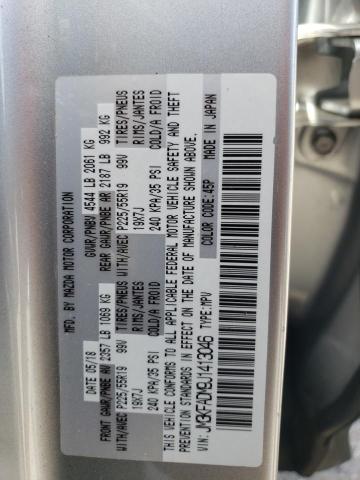 MFD. BY MAZDA MOTOR CORPORATION
DATE 05/18 GVWR/PNBV 4544 LB 2061 KG
FRONT GAWR/PNBE AV 2357 LB 1069 KG REAR GAWR/PNBE AR 2187 LB 992 KG
WITH/AVEC P225/55R19 99V TIRES/PNEUS WITH/AVEC P225/55R19 99V TIRES/PNEUS
19X7J RIMS/JANTES 19X7J RIMS/JANTES
240 KPA/35 PSI COLD/A FROID 240 KPA/35 PSI COLD/A FROID
THIS VEHICLE CONFORMS TO ALL APPLICABLE FEDERAL MOTOR VEHICLE SAFETY AND THEFT
PREVENTION STANDARDS IN EFFECT ON THE DATE OF MANUFACTURE SHOWN ABOVE.
VIN: JM3KFADM9J1413046 TYPE: MPV COLOR CODE: 45P MADE IN JAPAN